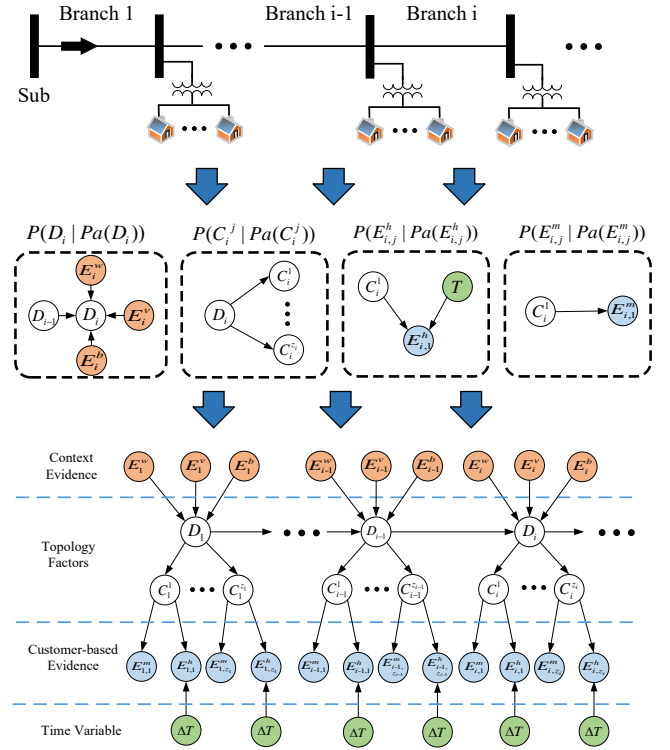 Branch 1 Branch i-1 Branch i
Sub
P(D_i | Pa(D_i)) P(C_i^j | Pa(C_i^j)) P(E_{i,j}^h | Pa(E_{i,j}^h)) P(E_{i,j}^m | Pa(E_{i,j}^m))
E_i^w
D_{i-1} D_i E_i^v
E_i^b
C_i^1
D_i
C_i^{z_i}
C_i^1 T
E_{i,1}^h
C_i^1 E_{i,1}^m
Context
Evidence
E_1^w E_1^v E_1^b E_{i-1}^w E_{i-1}^v E_{i-1}^b E_i^w E_i^v E_i^b
Topology
Factors
D_1 D_{i-1} D_i
C_1^1 C_1^{z_1} C_{i-1}^1 C_{i-1}^{z_{i-1}} C_i^1 C_i^{z_i}
Customer-based
Evidence
E_{1,1}^m E_{1,1}^h E_{1,z_1}^m E_{1,z_1}^h E_{i-1,1}^m E_{i-1,1}^h E_{i-1,z_{i-1}}^m E_{i-1,z_{i-1}}^h E_{i,1}^m E_{i,1}^h E_{i,z_i}^m E_{i,z_i}^h
Time Variable ΔT ΔT ΔT ΔT ΔT ΔT